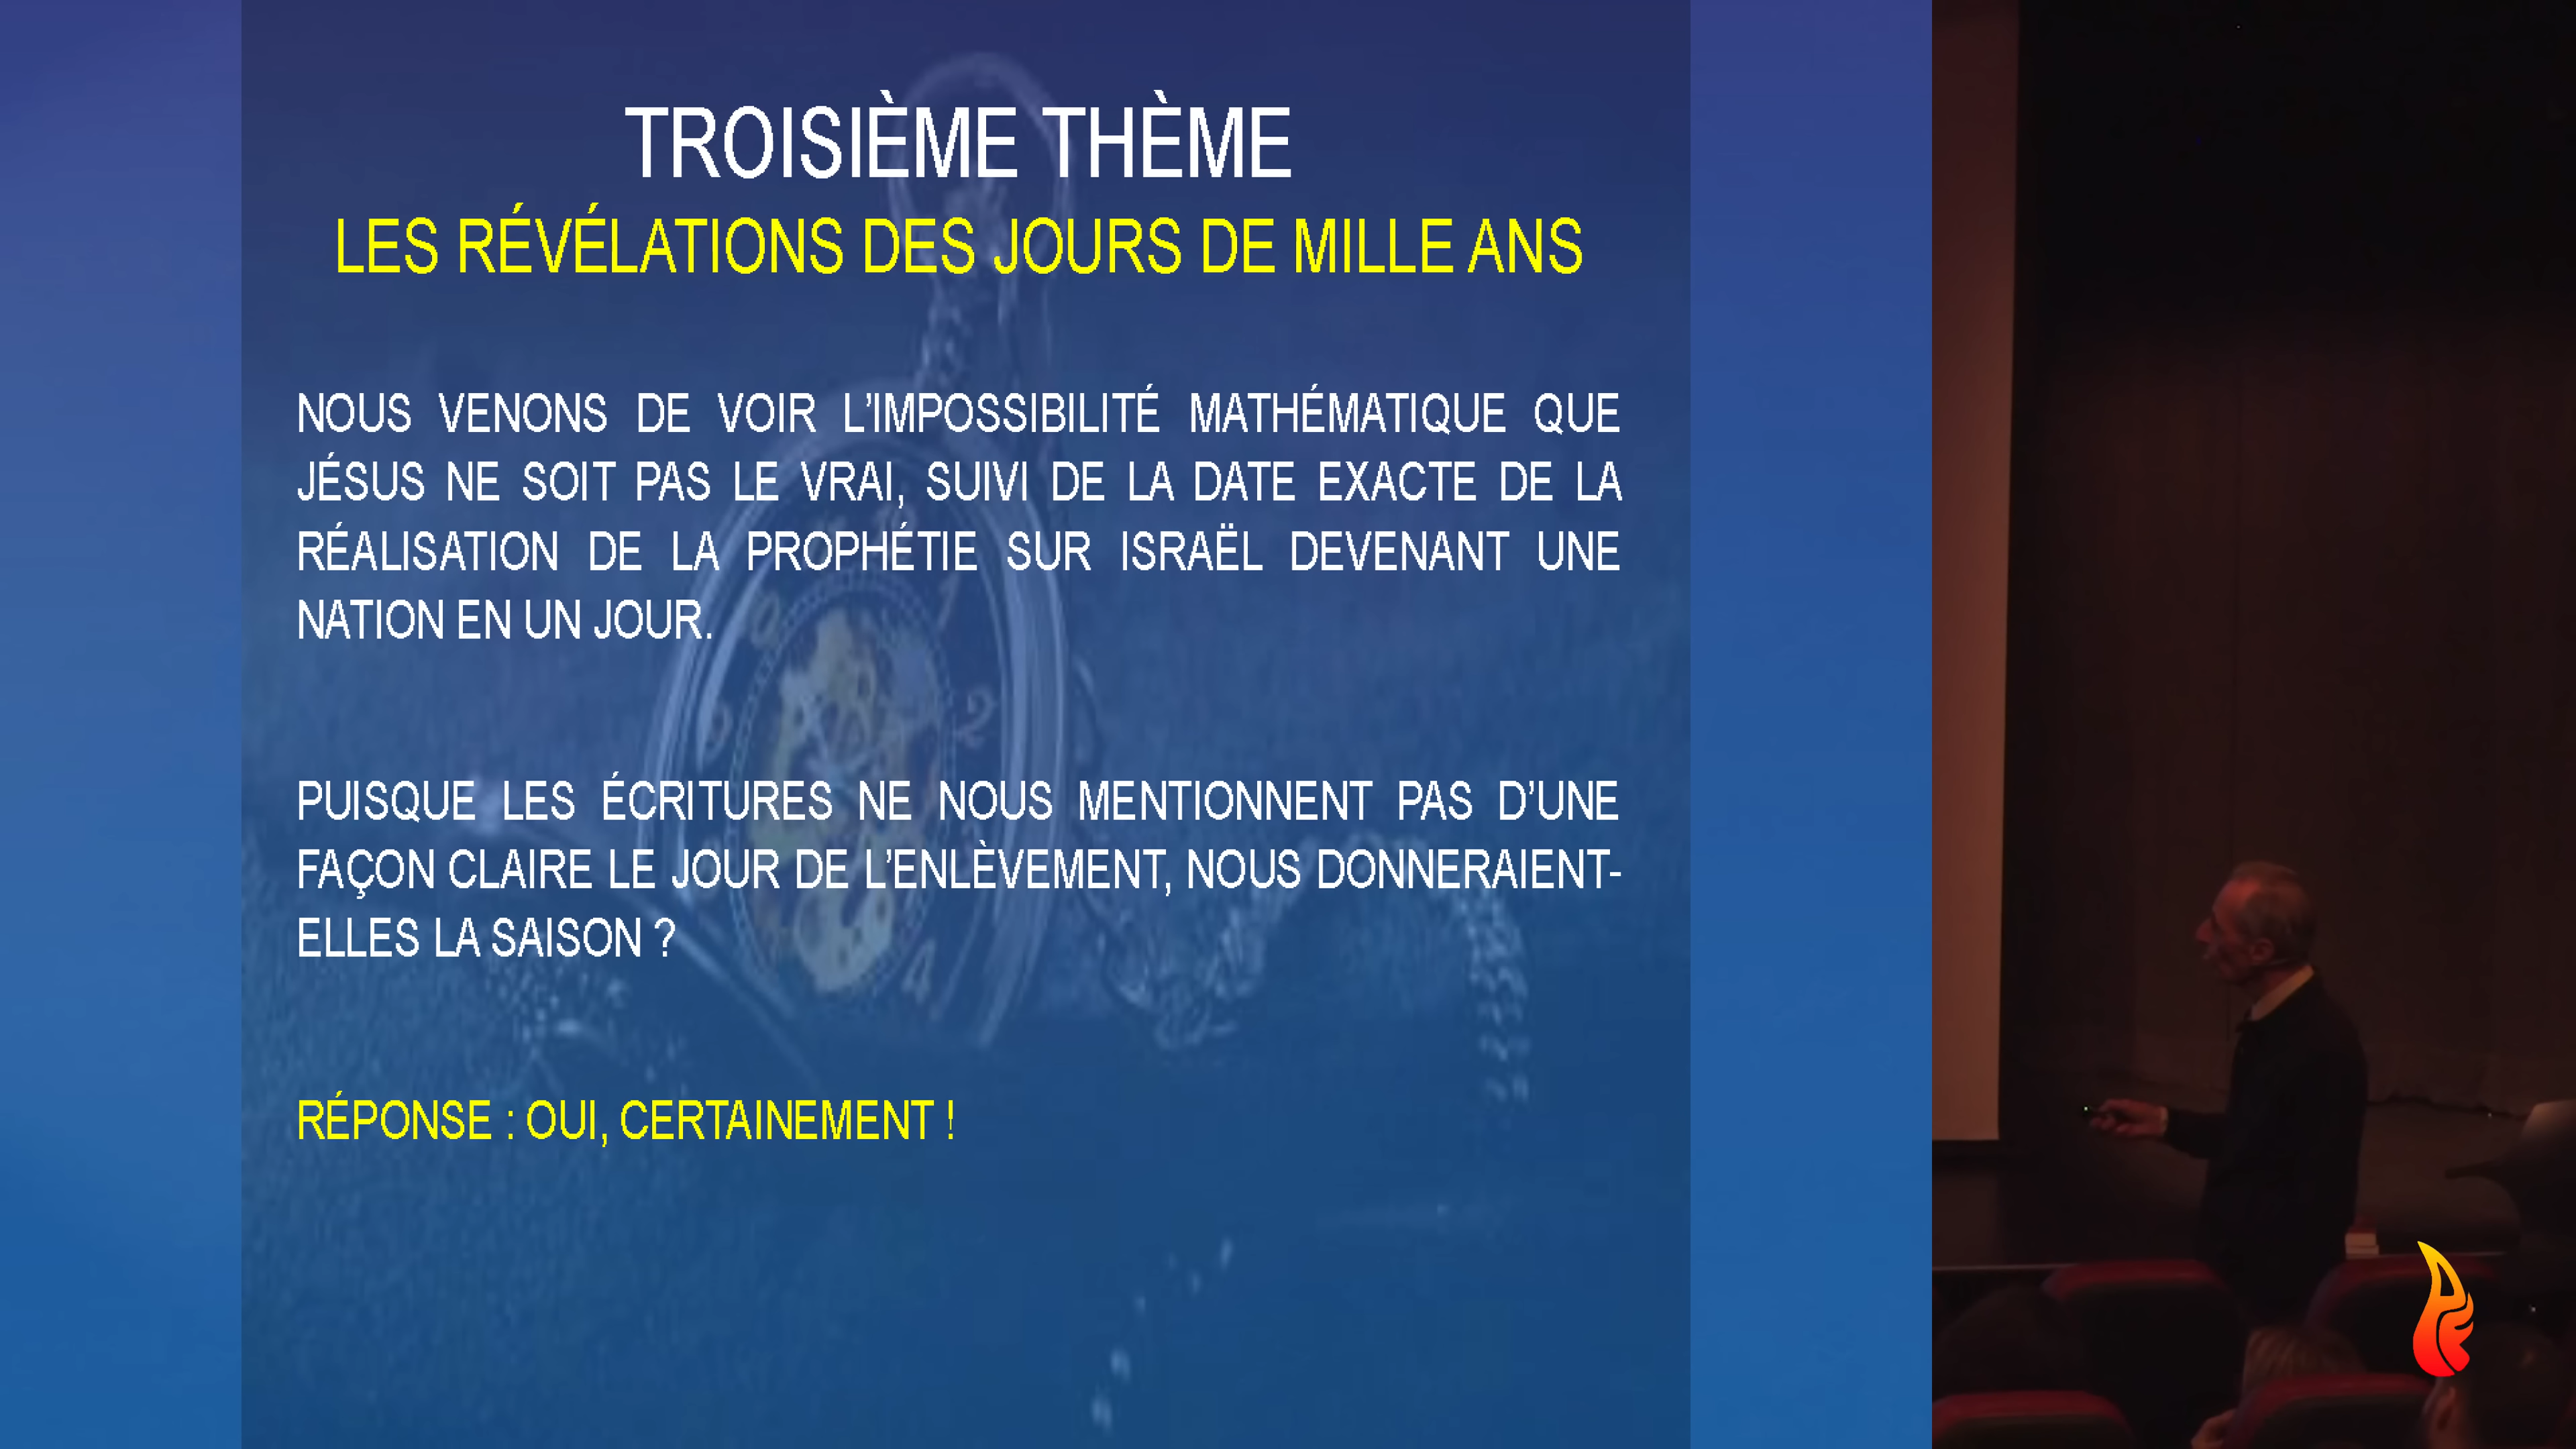 TROISIÈME THÈME
LES RÉVÉLATIONS DES JOURS DE MILLE ANS
NOUS VENONS DE VOIR L'IMPOSSIBILITÉ MATHÉMATIQUE QUE
JÉSUS NE SOIT PAS LE VRAI, SUIVI DE LA DATE EXACTE DE LA
RÉALISATION DE LA PROPHÉTIE SUR ISRAËL DEVENANT UNE
NATION EN UN JOUR.
PUISQUE LES ÉCRITURES NE NOUS MENTIONNENT PAS D'UNE
FAÇON CLAIRE LE JOUR DE L'ENLÈVEMENT, NOUS DONNERAIENT-
ELLES LA SAISON ?
RÉPONSE : OUI, CERTAINEMENT !